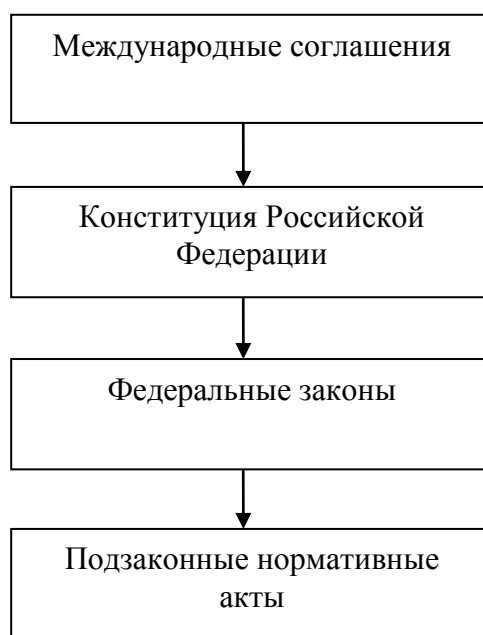 Международные соглашения
Конституция Российской
Федерации
Федеральные законы
Подзаконные нормативные
акты